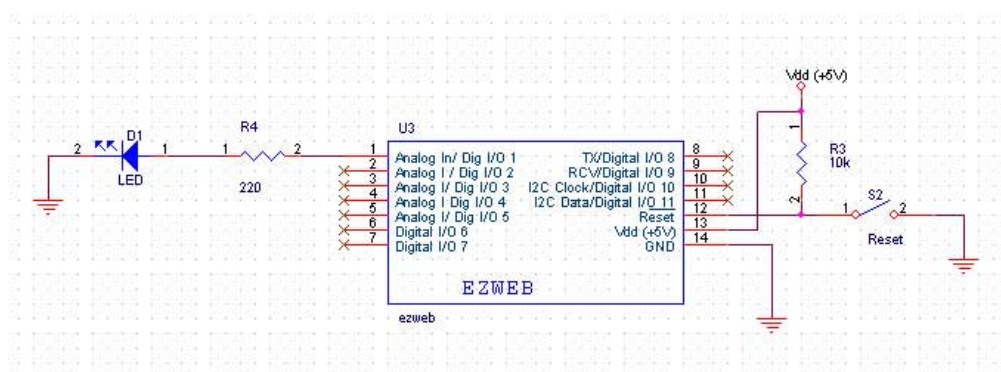 Vdd (+5V)
D1
2
1
LED
R4
1
2
220
U3
1
2
3
4
5
6
7
Analog In/ Dig I/O 1
Analog I / Dig I/O 2
Analog I/ Dig I/O 3
Analog I Dig I/O 4
Analog I/ Dig I/O 5
Digital I/O 6
Digital I/O 7
TX/Digital I/O 8
RCV/Digital I/O 9
I2C Clock/Digital I/O 10
I2C Data/Digital I/O 11
Reset
Vdd (+5V)
GND
8
9
10
11
12
13
14
EZWEB
ezweb
1
R3
10k
2
S2
1
2
Reset